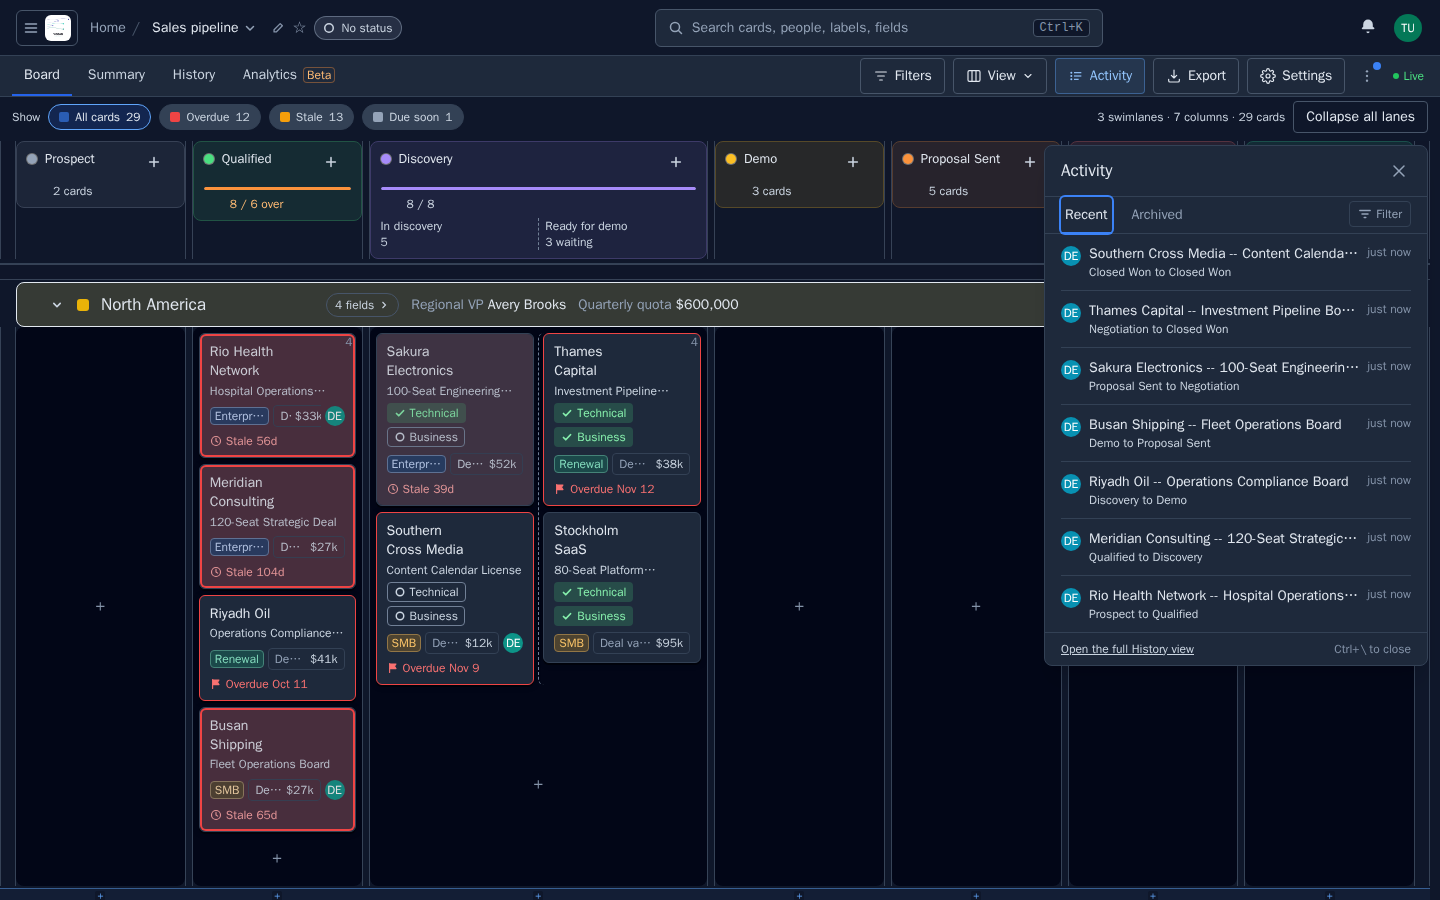 Home / Sales pipeline
No status
Search cards, people, labels, fields
Ctrl+K
TU
Board
Summary
History
Analytics Beta
Filters
View
Activity
Export
Settings
Live
Show
All cards 29
Overdue 12
Stale 13
Due soon 1
3 swimlanes · 7 columns · 29 cards
Collapse all lanes
Prospect
2 cards
Qualified
8 / 6 over
Discovery
8 / 8
In discovery
5
Ready for demo
3 waiting
Demo
3 cards
Proposal Sent
5 cards
North America
4 fields
Regional VP Avery Brooks
Quarterly quota $600,000
4
Rio Health
Network
Hospital Operations···
Enterpr··· D· $33k DE
Stale 56d
Meridian
Consulting
120-Seat Strategic Deal
Enterpr··· D··· $27k
Stale 104d
Riyadh Oil
Operations Compliance···
Renewal De··· $41k
Overdue Oct 11
Busan
Shipping
Fleet Operations Board
SMB De··· $27k DE
Stale 65d
Sakura
Electronics
100-Seat Engineering···
Technical
Business
Enterpr··· De··· $52k
Stale 39d
Southern
Cross Media
Content Calendar License
Technical
Business
SMB De··· $12k DE
Overdue Nov 9
4
Thames
Capital
Investment Pipeline···
Technical
Business
Renewal De··· $38k
Overdue Nov 12
Stockholm
SaaS
80-Seat Platform···
Technical
Business
SMB Deal va··· $95k
Activity
Recent
Archived
Filter
DE Southern Cross Media -- Content Calenda··· just now
Closed Won to Closed Won
DE Thames Capital -- Investment Pipeline Bo··· just now
Negotiation to Closed Won
DE Sakura Electronics -- 100-Seat Engineerin··· just now
Proposal Sent to Negotiation
DE Busan Shipping -- Fleet Operations Board just now
Demo to Proposal Sent
DE Riyadh Oil -- Operations Compliance Board just now
Discovery to Demo
DE Meridian Consulting -- 120-Seat Strategic··· just now
Qualified to Discovery
DE Rio Health Network -- Hospital Operations··· just now
Prospect to Qualified
Open the full History view
Ctrl+\ to close